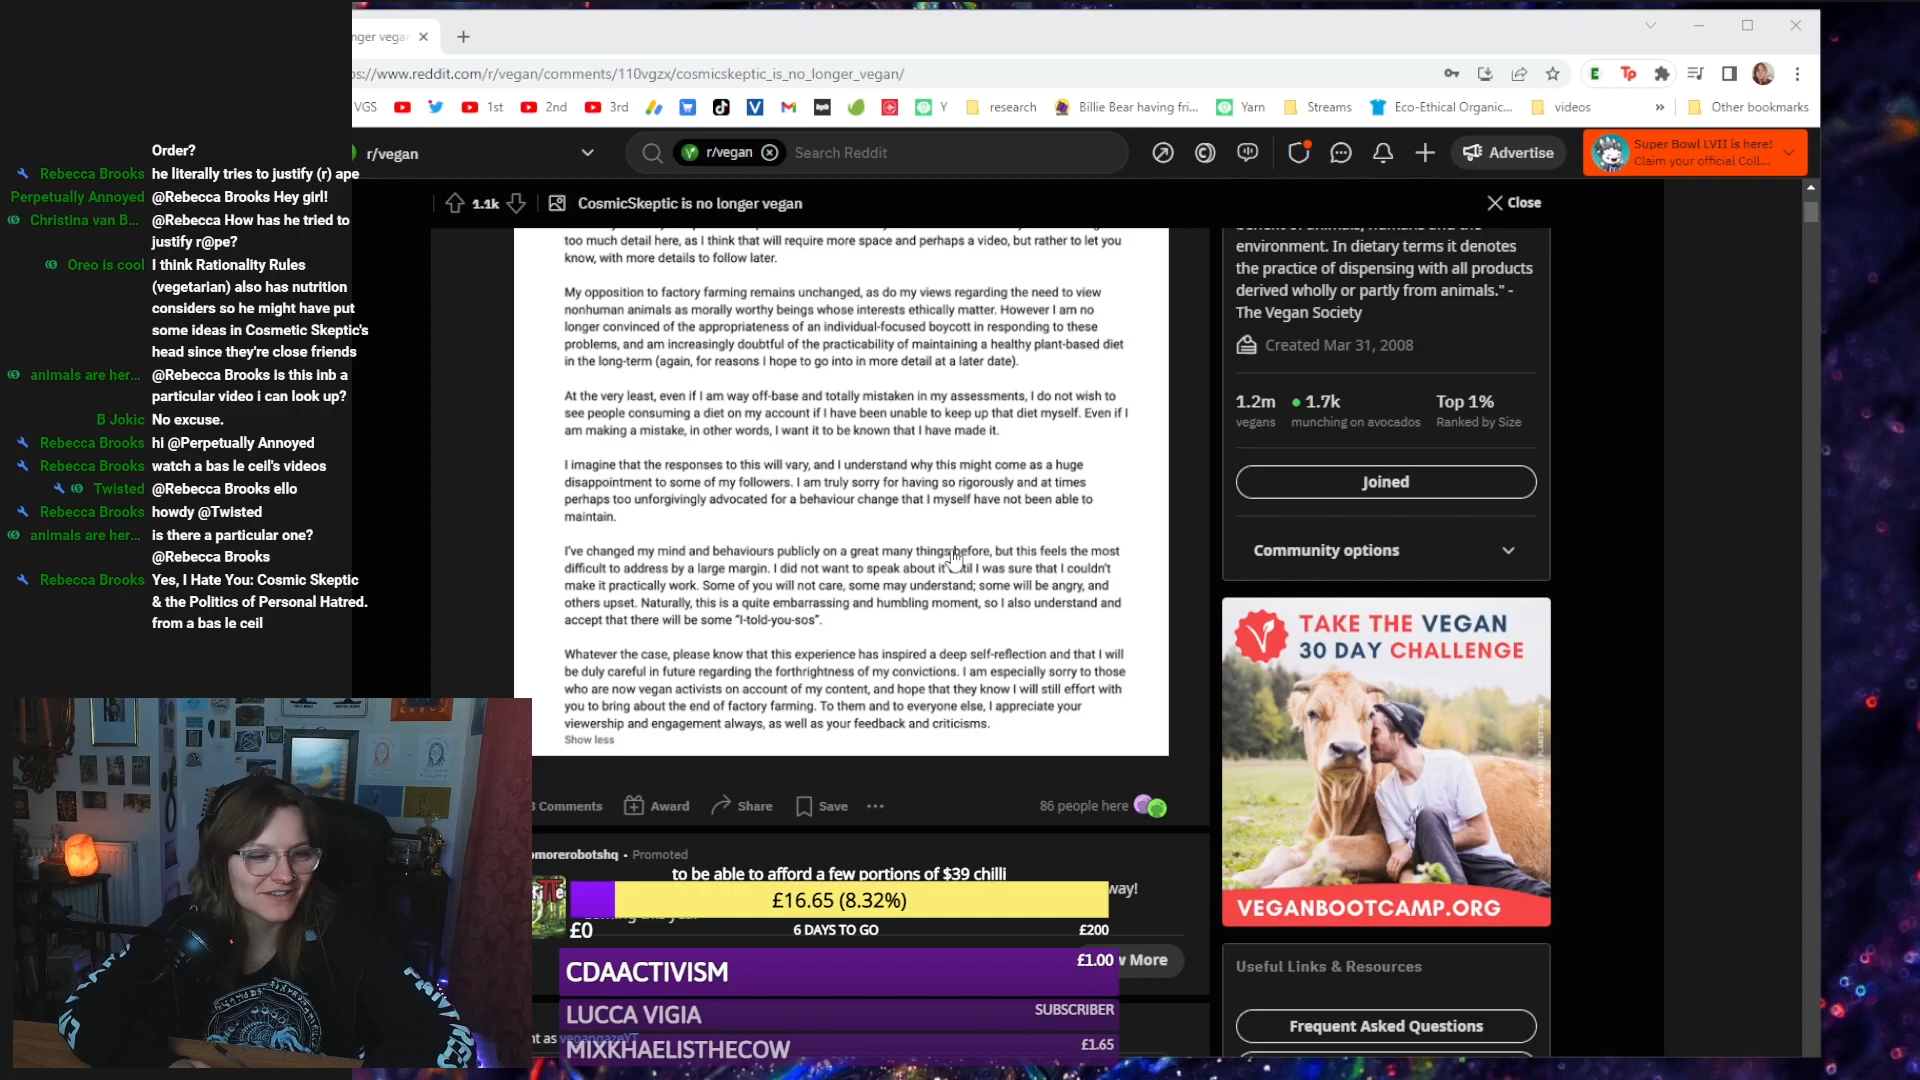 nger vega
ps://www.reddit.com/r/vegan/comments/110vgzx/cosmicskeptic_is_no_longer_vegan/
VGS
1st
2nd
3rd
Y
research
Billie Bear having fri...
Yarn
Streams
Eco-Ethical Organic...
videos
»
Other bookmarks
r/vegan
r/vegan
Search Reddit
Advertise
Super Bowl LVII is here!
Claim your official Coll...
1.1k
CosmicSkeptic is no longer vegan
Close
Order?
Rebecca Brooks he literally tries to justify (r) ape
Perpetually Annoyed @Rebecca Brooks Hey girl!
Christina van B... @Rebecca How has he tried to
justify r@pe?
Oreo is cool I think Rationality Rules
(vegetarian) also has nutrition
considers so he might have put
some ideas in Cosmetic Skeptic's
head since they're close friends
animals are her... @Rebecca Brooks is this inb a
particular video i can look up?
B Jokic No excuse.
Rebecca Brooks hi @Perpetually Annoyed
Rebecca Brooks watch a bas le ceil's videos
Twisted @Rebecca Brooks ello
Rebecca Brooks howdy @Twisted
animals are her... is there a particular one?
@Rebecca Brooks
Rebecca Brooks Yes, I Hate You: Cosmic Skeptic
& the Politics of Personal Hatred.
from a bas le ceil
too much detail here, as I think that will require more space and perhaps a video, but rather to let you
know, with more details to follow later.
My opposition to factory farming remains unchanged, as do my views regarding the need to view
nonhuman animals as morally worthy beings whose interests ethically matter. However I am no
longer convinced of the appropriateness of an individual-focused boycott in responding to these
problems, and am increasingly doubtful of the practicability of maintaining a healthy plant-based diet
in the long-term (again, for reasons I hope to go into in more detail at a later date).
At the very least, even if I am way off-base and totally mistaken in my assessments, I do not wish to
see people consuming a diet on my account if I have been unable to keep up that diet myself. Even if I
am making a mistake, in other words, I want it to be known that I have made it.
I imagine that the responses to this will vary, and I understand why this might come as a huge
disappointment to some of my followers. I am truly sorry for having so rigorously and at times
perhaps too unforgivingly advocated for a behaviour change that I myself have not been able to
maintain.
I've changed my mind and behaviours publicly on a great many things before, but this feels the most
difficult to address by a large margin. I did not want to speak about it until I was sure that I couldn't
make it practically work. Some of you will not care, some may understand; some will be angry, and
others upset. Naturally, this is a quite embarrassing and humbling moment, so I also understand and
accept that there will be some "I-told-you-sos".
Whatever the case, please know that this experience has inspired a deep self-reflection and that I will
be duly careful in future regarding the forthrightness of my convictions. I am especially sorry to those
who are now vegan activists on account of my content, and hope that they know I will still effort with
you to bring about the end of factory farming. To them and to everyone else, I appreciate your
viewership and engagement always, as well as your feedback and criticisms.
Show less
Comments
Award
Share
Save
86 people here
omorerobotshq • Promoted
to be able to afford a few portions of $39 chilli
way!
£16.65 (8.32%)
£0
6 DAYS TO GO
£200
CDAACTIVISM £1.00
w More
LUCCA VIGIA SUBSCRIBER
nt as vegangazeYT
MIXKHAELISTHECOW £1.65
environment. In dietary terms it denotes
the practice of dispensing with all products
derived wholly or partly from animals." -
The Vegan Society
Created Mar 31, 2008
1.2m 1.7k Top 1%
vegans munching on avocados Ranked by Size
Joined
Community options
TAKE THE VEGAN
30 DAY CHALLENGE
VEGANBOOTCAMP.ORG
Useful Links & Resources
Frequent Asked Questions